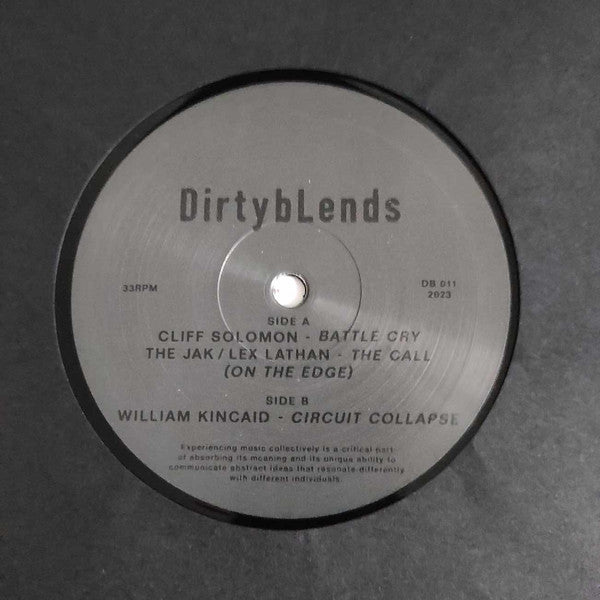 DirtybLends
33RPM
DB 011
2023
SIDE A
CLIFF SOLOMON - BATTLE CRY
THE JAK / LEX LATHAN - THE CALL
(ON THE EDGE)
SIDE B
WILLIAM KINCAID - CIRCUIT COLLAPSE
Experiencing music collectively is a critical part
of absorbing its meaning and its unique ability to
communicate abstract ideas that resonate differently
with different individuals.